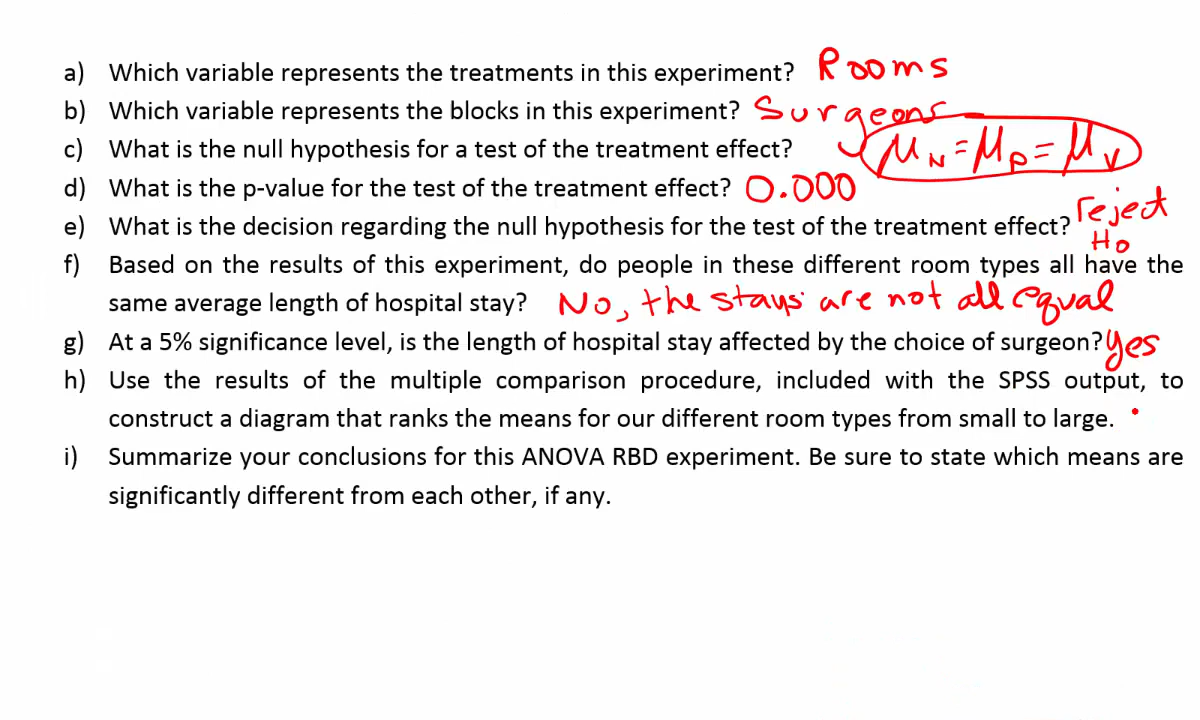 a) Which variable represents the treatments in this experiment? Rooms
b) Which variable represents the blocks in this experiment? Surgeons
c) What is the null hypothesis for a test of the treatment effect? μN = μP = μV
d) What is the p-value for the test of the treatment effect? 0.000
e) What is the decision regarding the null hypothesis for the test of the treatment effect? reject Ho
f) Based on the results of this experiment, do people in these different room types all have the
same average length of hospital stay? No, the stays are not all equal
g) At a 5% significance level, is the length of hospital stay affected by the choice of surgeon? Yes
h) Use the results of the multiple comparison procedure, included with the SPSS output, to
construct a diagram that ranks the means for our different room types from small to large.
i) Summarize your conclusions for this ANOVA RBD experiment. Be sure to state which means are
significantly different from each other, if any.